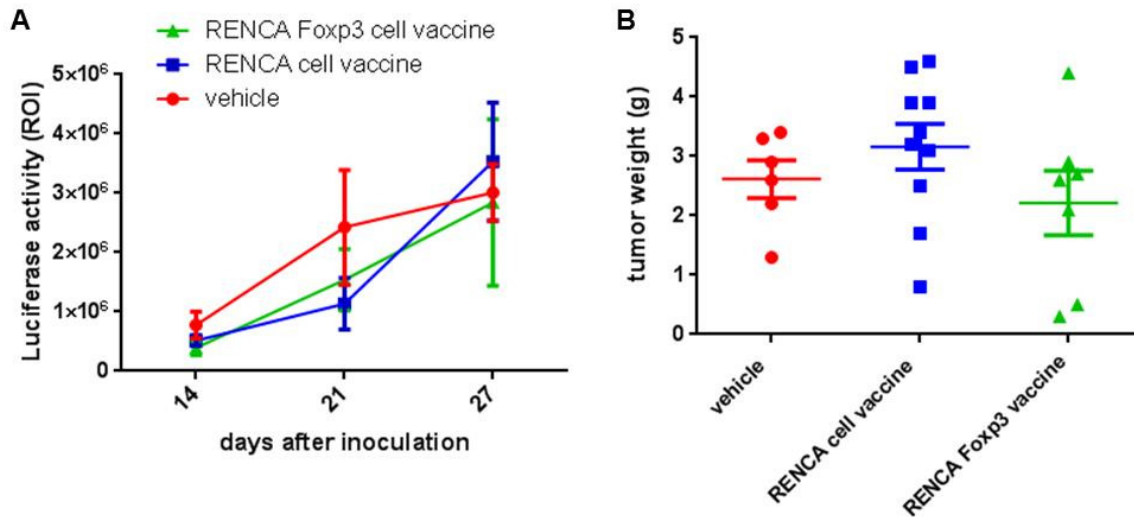 A
RENCA Foxp3 cell vaccine
RENCA cell vaccine
vehicle
Luciferase activity (ROI)
5×10⁶
4×10⁶
3×10⁶
2×10⁶
1×10⁶
0
14
21
27
days after inoculation
B
tumor weight (g)
5
4
3
2
1
0
vehicle
RENCA cell vaccine
RENCA Foxp3 vaccine